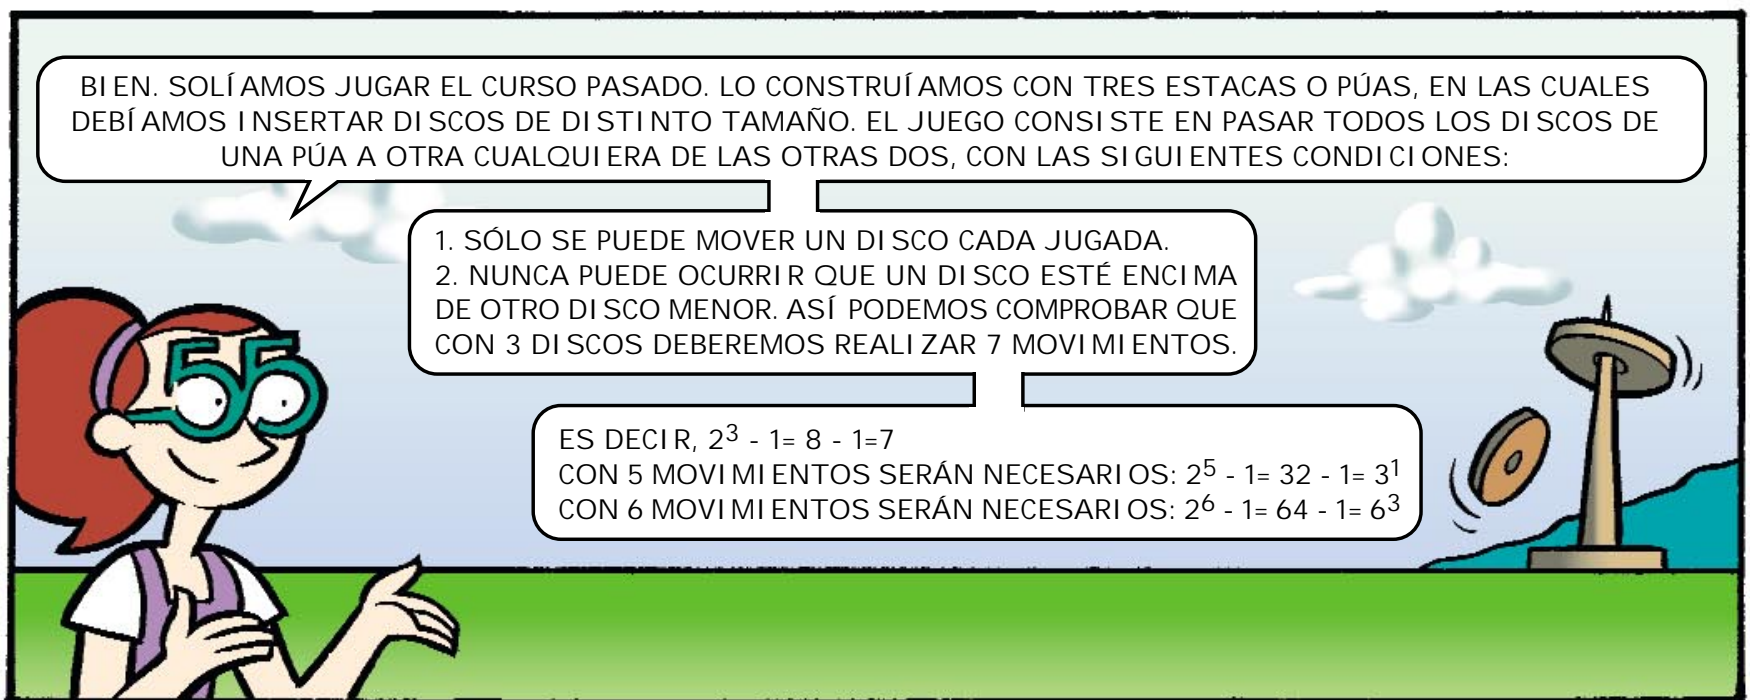 BIEN. SOLÍAMOS JUGAR EL CURSO PASADO. LO CONSTRUÍAMOS CON TRES ESTACAS O PÚAS, EN LAS CUALES
DEBÍAMOS INSERTAR DISCOS DE DISTINTO TAMAÑO. EL JUEGO CONSISTE EN PASAR TODOS LOS DISCOS DE
UNA PÚA A OTRA CUALQUIERA DE LAS OTRAS DOS, CON LAS SIGUIENTES CONDICIONES:
1. SÓLO SE PUEDE MOVER UN DISCO CADA JUGADA.
2. NUNCA PUEDE OCURRIR QUE UN DISCO ESTÉ ENCIMA
DE OTRO DISCO MENOR. ASÍ PODEMOS COMPROBAR QUE
CON 3 DISCOS DEBEREMOS REALIZAR 7 MOVIMIENTOS.
ES DECIR, 2³ - 1= 8 - 1=7
CON 5 MOVIMIENTOS SERÁN NECESARIOS: 2⁵ - 1= 32 - 1= 3¹
CON 6 MOVIMIENTOS SERÁN NECESARIOS: 2⁶ - 1= 64 - 1= 6³
55